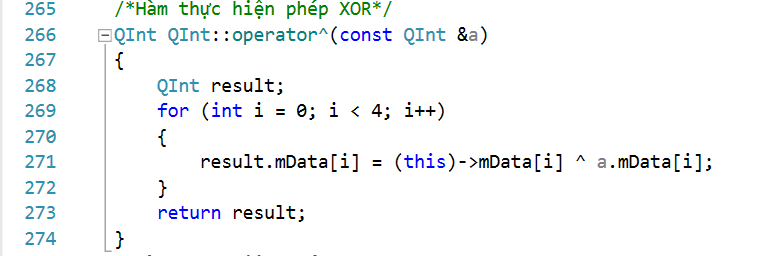 265 /*Hàm thực hiện phép XOR*/
266 QInt QInt::operator^(const QInt &a)
267 {
268 QInt result;
269 for (int i = 0; i < 4; i++)
270 {
271 result.mData[i] = (this)->mData[i] ^ a.mData[i];
272 }
273 return result;
274 }